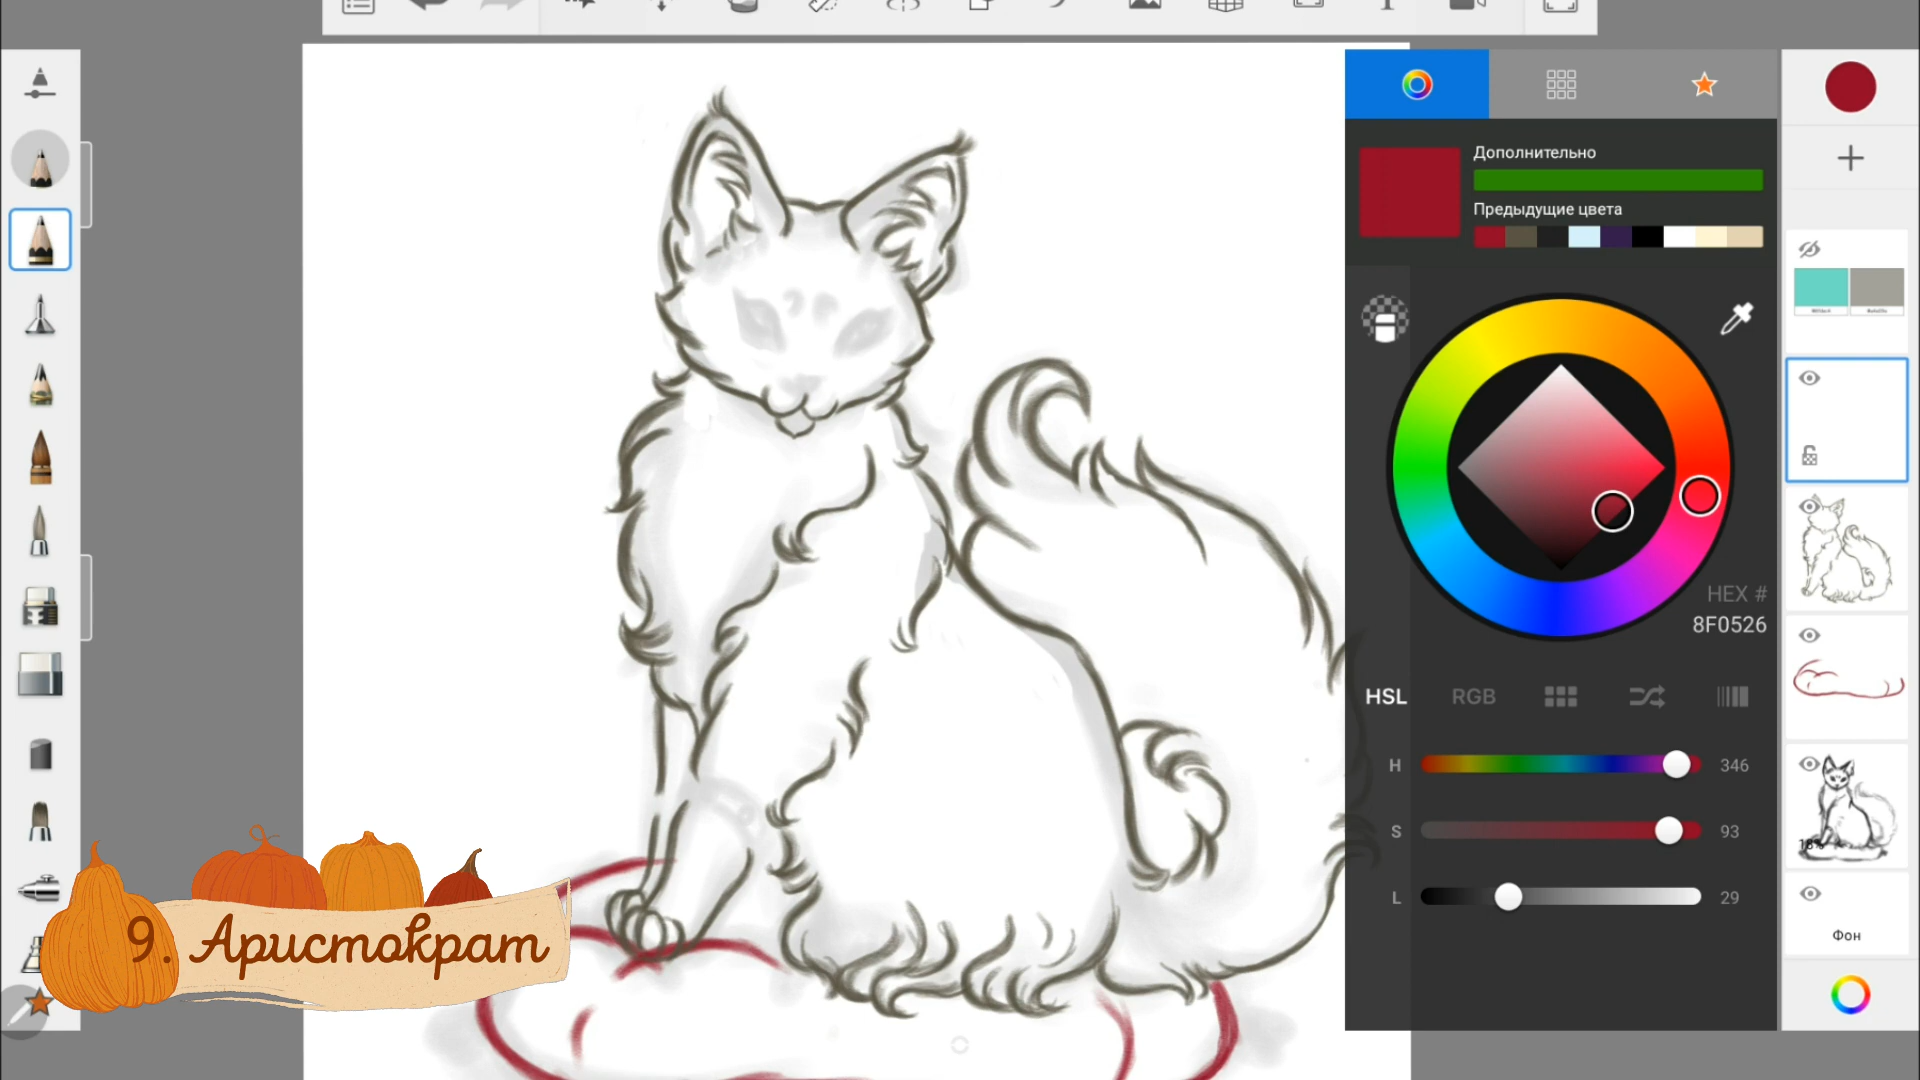 Дополнительно
Предыдущие цвета
HEX #
8F0526
HSL
RGB
H
346
S
93
L
29
Фон
9. Аристократ